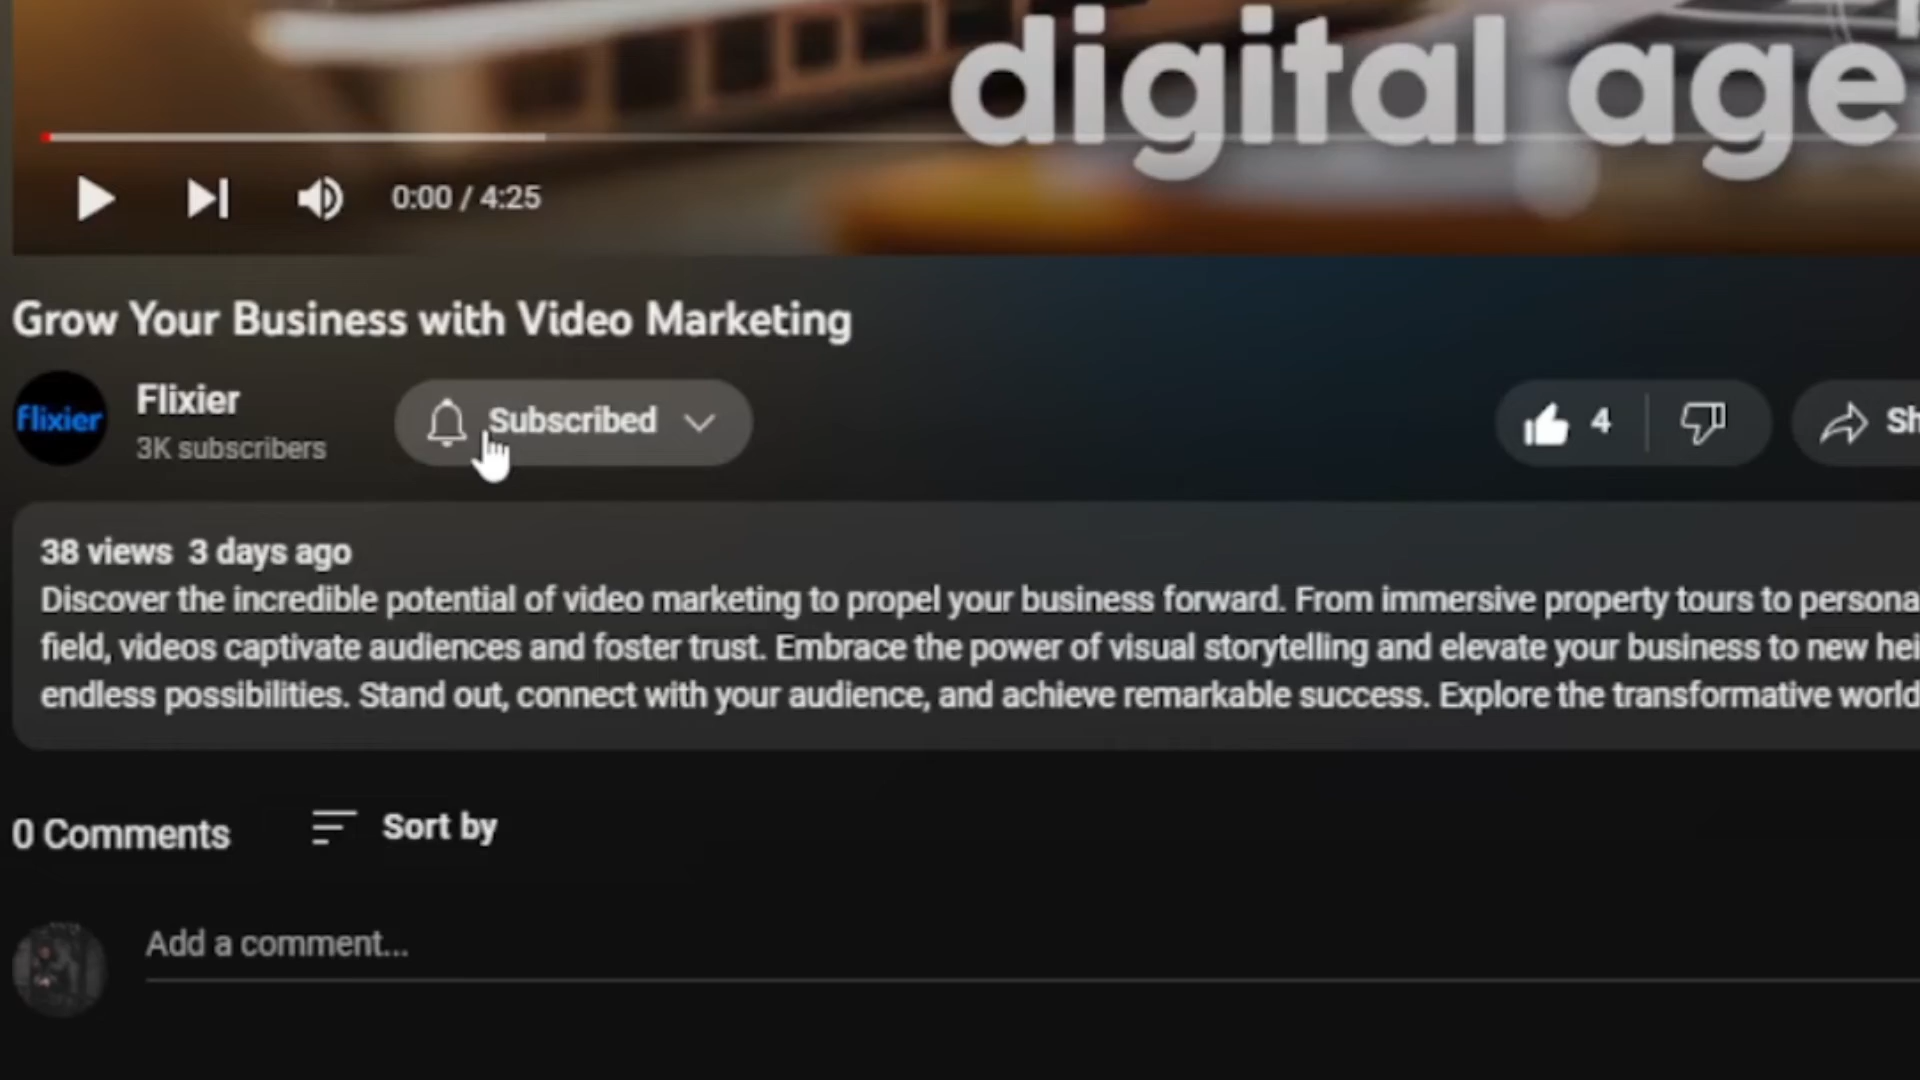 digital age
0:00 / 4:25
Grow Your Business with Video Marketing
flixier
Flixier
3K subscribers
Subscribed
4
Sh
38 views 3 days ago
Discover the incredible potential of video marketing to propel your business forward. From immersive property tours to persona
field, videos captivate audiences and foster trust. Embrace the power of visual storytelling and elevate your business to new hei
endless possibilities. Stand out, connect with your audience, and achieve remarkable success. Explore the transformative world
0 Comments
Sort by
Add a comment...